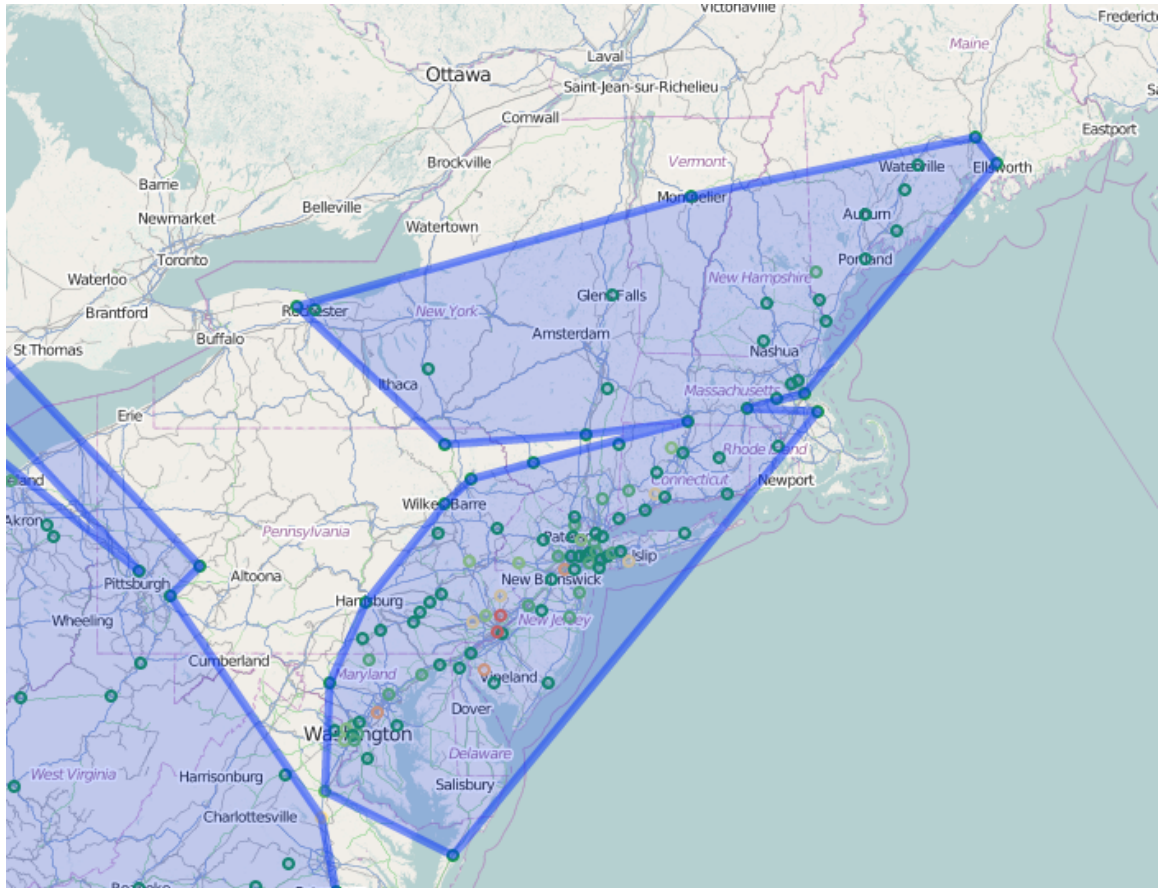 Victoriaville
Fredericto
Maine
Laval
Ottawa
Saint-Jean-sur-Richelieu
Sa
Cornwall
Eastport
Brockville
Vermont
Waterville
Ellsworth
Barrie
Montpelier
Belleville
Newmarket
Auburn
Watertown
Toronto
Portland
Waterloo
New Hampshire
Glens Falls
Brantford
Rochester
New York
Buffalo
Amsterdam
St Thomas
Nashua
Ithaca
Massachusetts
Erie
Rhode Island
Connecticut
Newport
Wilkes-Barre
Akron
Pennsylvania
Islip
Pittsburgh
Altoona
New Brunswick
Harrisburg
Wheeling
New Jersey
Cumberland
Maryland
Vineland
Dover
Washington
Delaware
West Virginia
Harrisonburg
Salisbury
Charlottesville
Roanoke